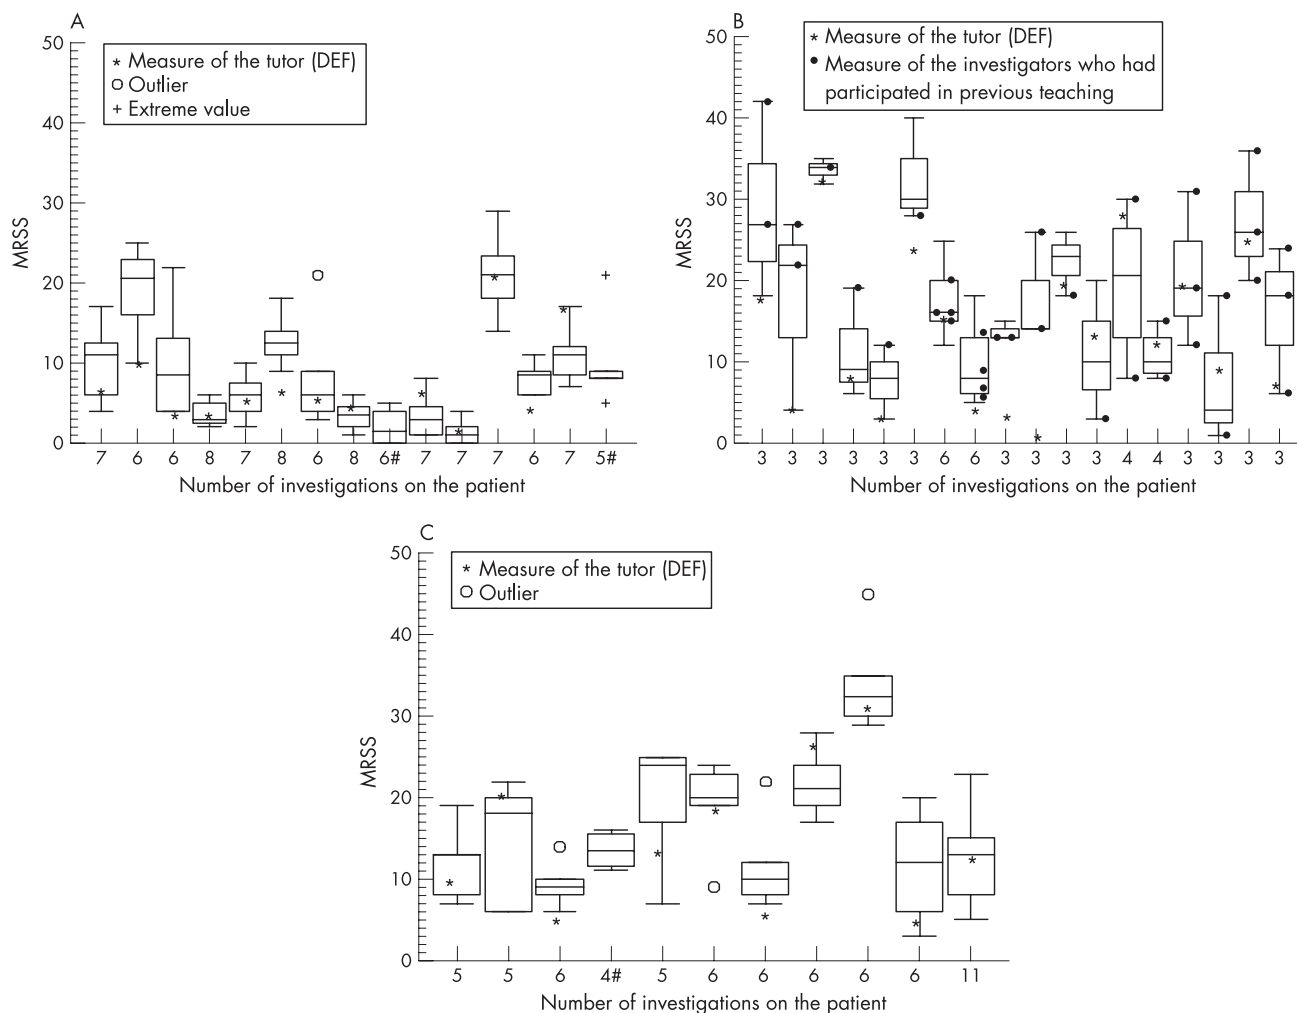 A
50
40
30
20
10
0
MRSS
* Measure of the tutor (DEF)
Outlier
+ Extreme value
7 6 6 8 7 8 6 8 6# 7 7 7 6 7 5#
Number of investigations on the patient
B
50
40
30
20
10
0
MRSS
* Measure of the tutor (DEF)
• Measure of the investigators who had
participated in previous teaching
3 3 3 3 3 3 6 6 3 3 3 3 4 4 3 3 3 3
Number of investigations on the patient
C
50
40
30
20
10
0
MRSS
* Measure of the tutor (DEF)
Outlier
5 5 6 4# 5 6 6 6 6 6 11
Number of investigations on the patient